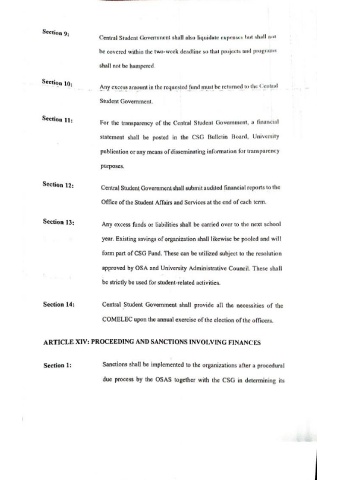 Section 9: Central Student Government shall also liquidate expenses but shall not
be covered within the two-week deadline so that projects and programs
shall not be hampered.
Section 10: Any excess amount in the requested fund must be returned to the Central
Student Government.
Section 11: For the transparency of the Central Student Government, a financial
statement shall be posted in the CSG Bulletin Board, University
publication or any means of disseminating information for transparency
purposes.
Section 12: Central Student Government shall submit audited financial reports to the
Office of the Student Affairs and Services at the end of each term.
Section 13: Any excess funds or liabilities shall be carried over to the next school
year. Existing savings of organization shall likewise be pooled and will
form part of CSG Fund. These can be utilized subject to the resolution
approved by OSA and University Administrative Council. These shall
be strictly be used for student-related activities.
Section 14: Central Student Government shall provide all the necessities of the
COMELEC upon the annual exercise of the election of the officers.
ARTICLE XIV: PROCEEDING AND SANCTIONS INVOLVING FINANCES
Section 1: Sanctions shall be implemented to the organizations after a procedural
due process by the OSAS together with the CSG in determining its